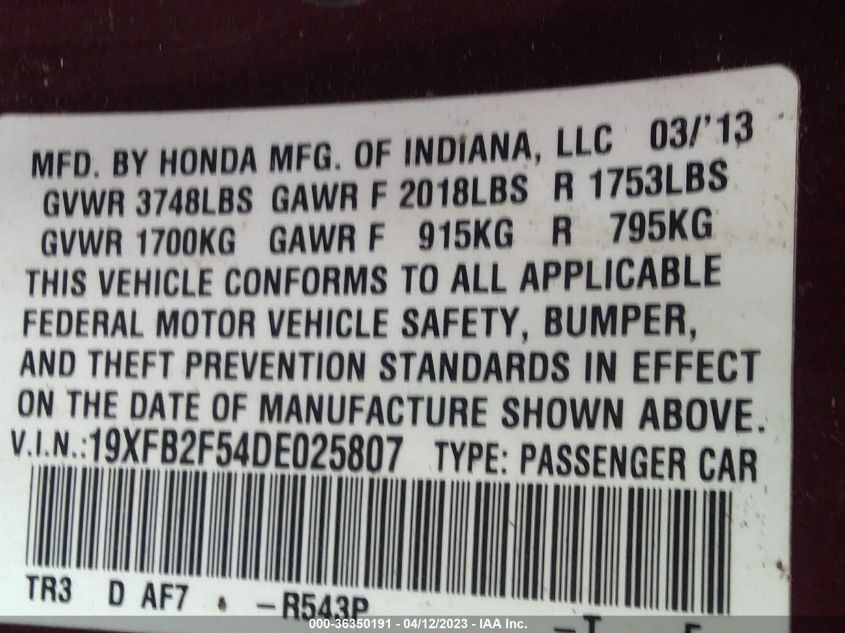 MFD. BY HONDA MFG. OF INDIANA, LLC 03/'13
GVWR 3748LBS GAWR F 2018LBS R 1753LBS
GVWR 1700KG GAWR F 915KG R 795KG
THIS VEHICLE CONFORMS TO ALL APPLICABLE
FEDERAL MOTOR VEHICLE SAFETY, BUMPER,
AND THEFT PREVENTION STANDARDS IN EFFECT
ON THE DATE OF MANUFACTURE SHOWN ABOVE.
V.I.N.:19XFB2F54DE025807 TYPE: PASSENGER CAR
TR3 D AF7 • –R543P
000-36350191 - 04/12/2023 - IAA Inc.